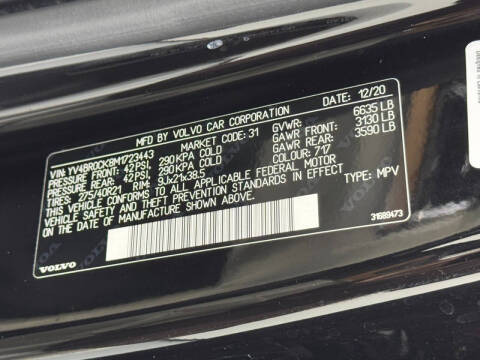 MFD BY VOLVO CAR CORPORATION
DATE: 12/20
MARKET CODE: 31
GVWR: 6635 LB
VIN: YV4BR0CK8M1723443
GAWR FRONT: 3130 LB
PRESSURE FRONT: 42PSI, 290 KPA COLD
GAWR REAR: 3590 LB
PRESSURE REAR: 42PSI, 290 KPA COLD
COLOUR: 717
TIRES: 275/40R21 RIM: 9Jx21x38.5
THIS VEHICLE CONFORMS TO ALL APPLICABLE FEDERAL MOTOR
VEHICLE SAFETY AND THEFT PREVENTION STANDARDS IN EFFECT
ON THE DATE OF MANUFACTURE SHOWN ABOVE.
TYPE: MPV
31689473
VOLVO